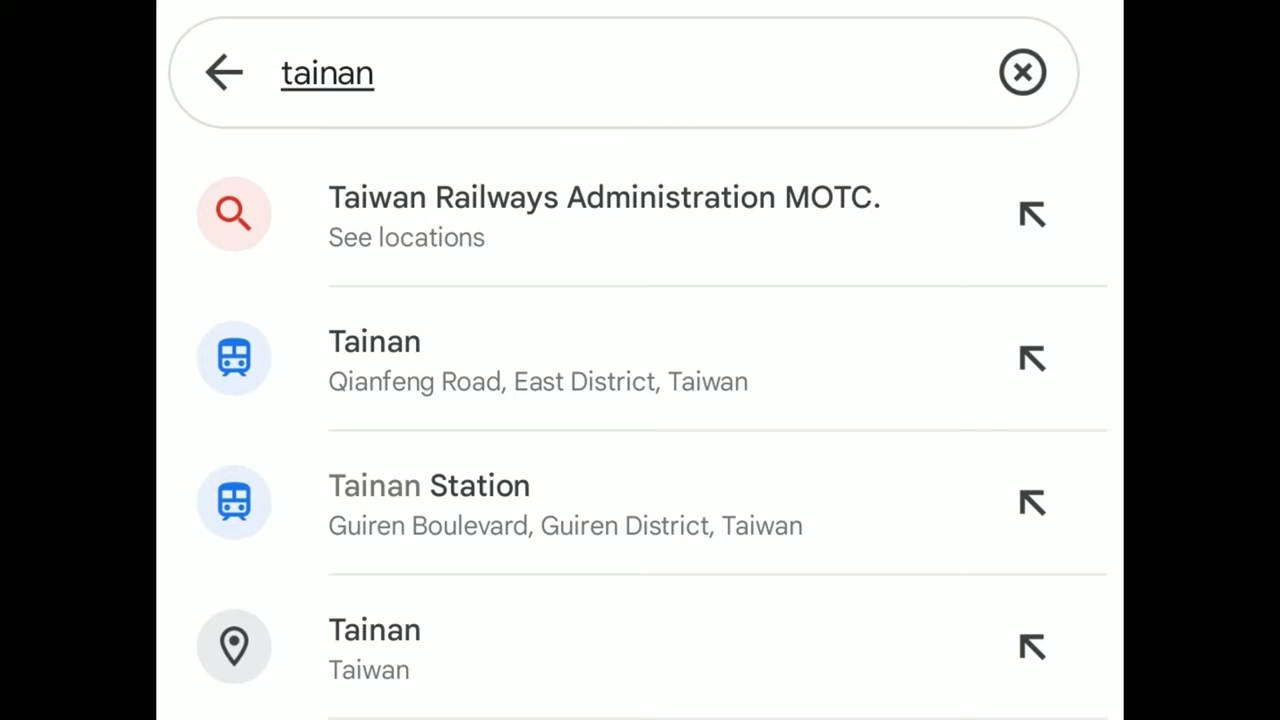 tainan
Taiwan Railways Administration MOTC.
See locations
Tainan
Qianfeng Road, East District, Taiwan
Tainan Station
Guiren Boulevard, Guiren District, Taiwan
Tainan
Taiwan